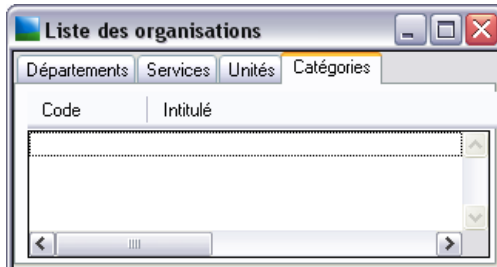 Liste des organisations
Départements Services Unités Catégories
Code Intitulé